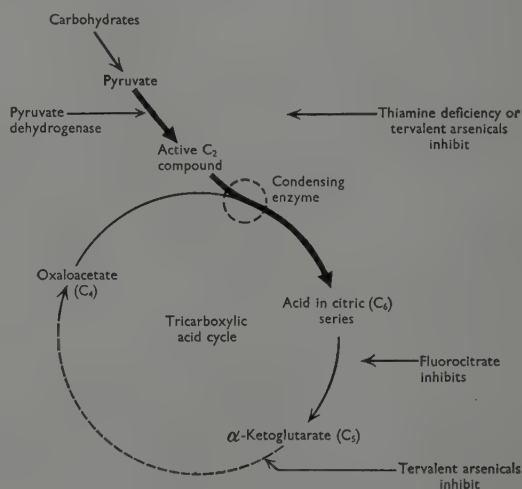 Carbohydrates
Pyruvate
Pyruvate
dehydrogenase
Thiamine deficiency or
tervalent arsenicals
inhibit
Active C₂
compound
Condensing
enzyme
Oxaloacetate
(C₄)
Tricarboxylic
acid cycle
Acid in citric (C₆)
series
Fluorocitrate
inhibits
α-Ketoglutarate (C₅)
Tervalent arsenicals
inhibit